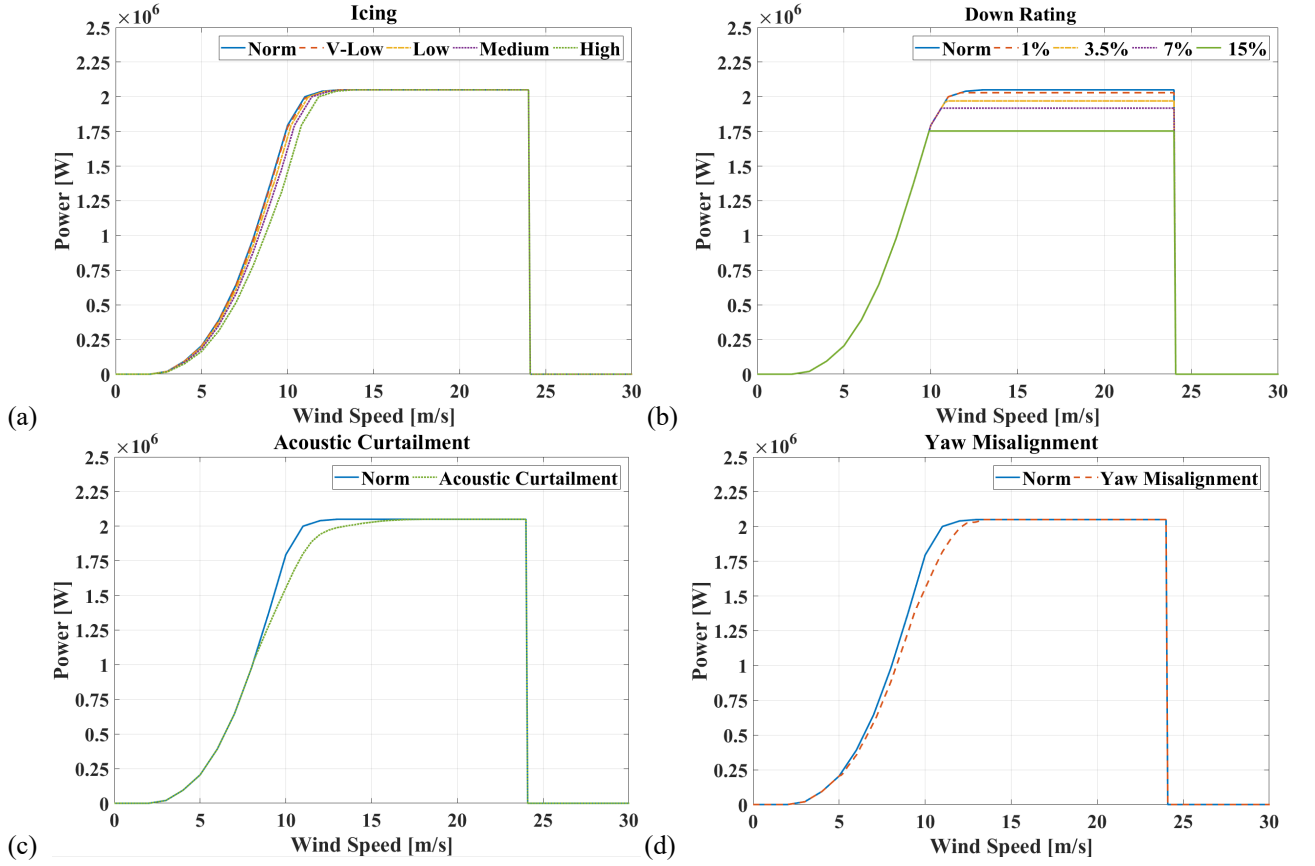 Icing
×10⁶
Norm V-Low Low Medium High
2.5
2.25
2
1.75
1.5
1.25
1
0.75
0.5
0.25
0
Power [W]
0 5 10 15 20 25 30
Wind Speed [m/s]
(a)
Down Rating
×10⁶
Norm 1% 3.5% 7% 15%
2.5
2.25
2
1.75
1.5
1.25
1
0.75
0.5
0.25
0
Power [W]
0 5 10 15 20 25 30
Wind Speed [m/s]
(b)
Acoustic Curtailment
×10⁶
Norm Acoustic Curtailment
2.5
2.25
2
1.75
1.5
1.25
1
0.75
0.5
0.25
0
Power [W]
0 5 10 15 20 25 30
Wind Speed [m/s]
(c)
Yaw Misalignment
×10⁶
Norm Yaw Misalignment
2.5
2.25
2
1.75
1.5
1.25
1
0.75
0.5
0.25
0
Power [W]
0 5 10 15 20 25 30
Wind Speed [m/s]
(d)